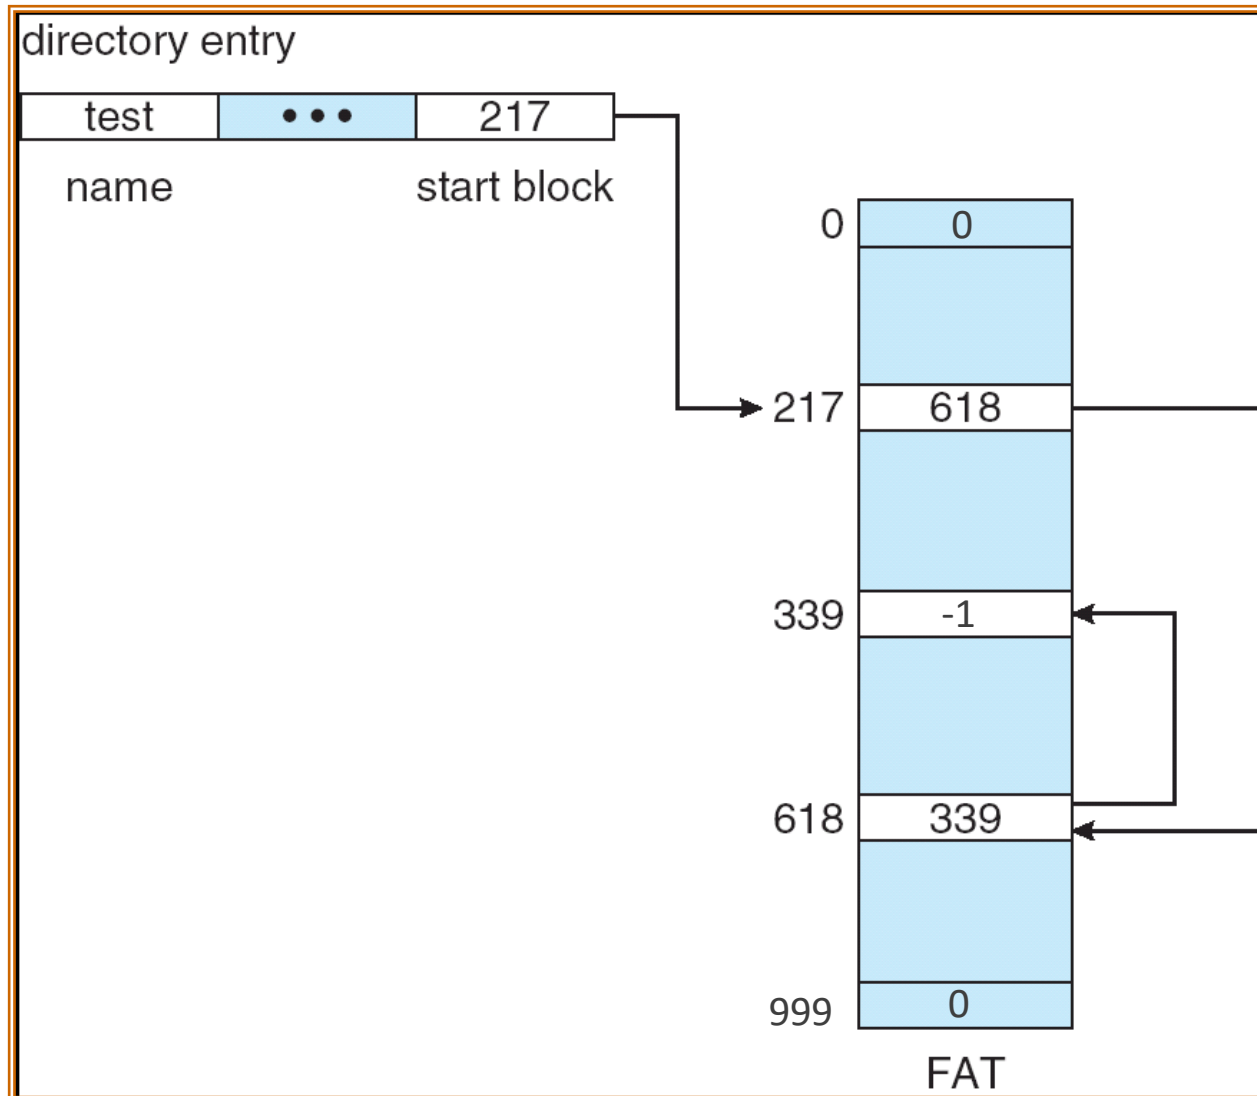 directory entry
test ••• 217
name start block
0 0
217 618
339 -1
618 339
999 0
FAT